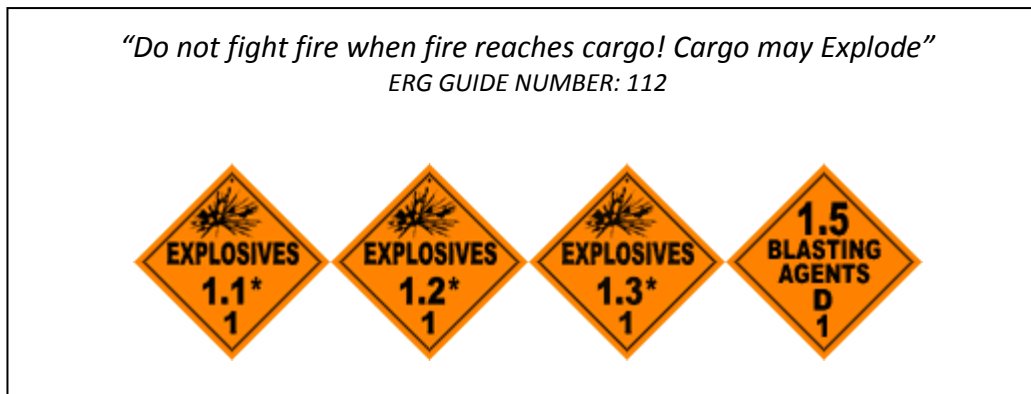 “Do not fight fire when fire reaches cargo! Cargo may Explode”
ERG GUIDE NUMBER: 112
EXPLOSIVES
1.1*
1
EXPLOSIVES
1.2*
1
EXPLOSIVES
1.3*
1
1.5
BLASTING
AGENTS
D
1